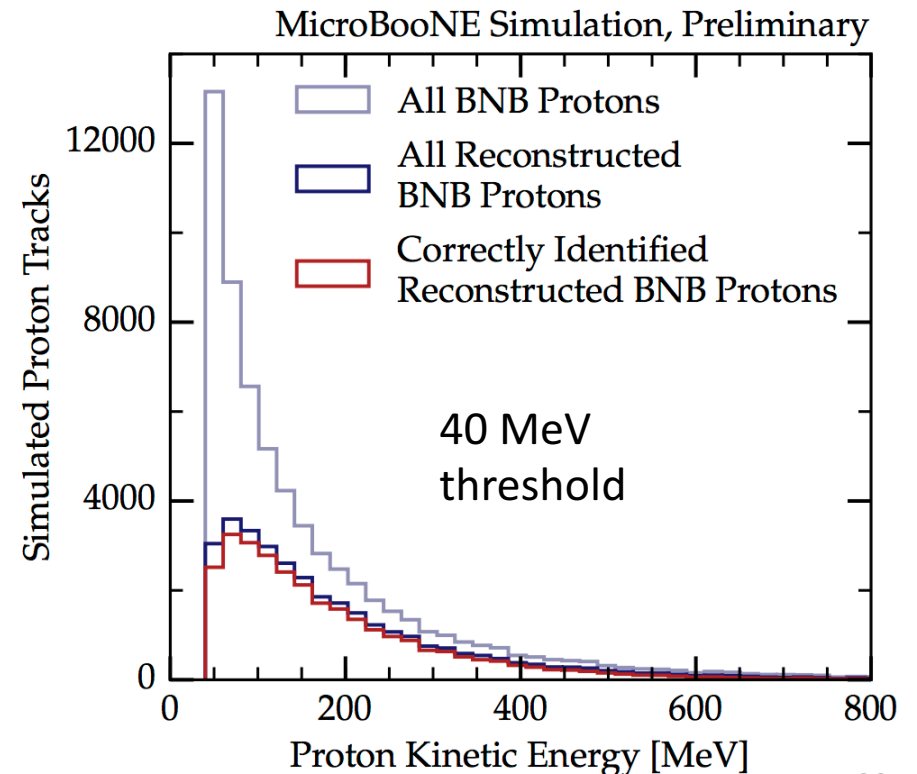 MicroBooNE Simulation, Preliminary
All BNB Protons
All Reconstructed
BNB Protons
Correctly Identified
Reconstructed BNB Protons
40 MeV
threshold
Simulated Proton Tracks
12000
8000
4000
0
0 200 400 600 800
Proton Kinetic Energy [MeV]